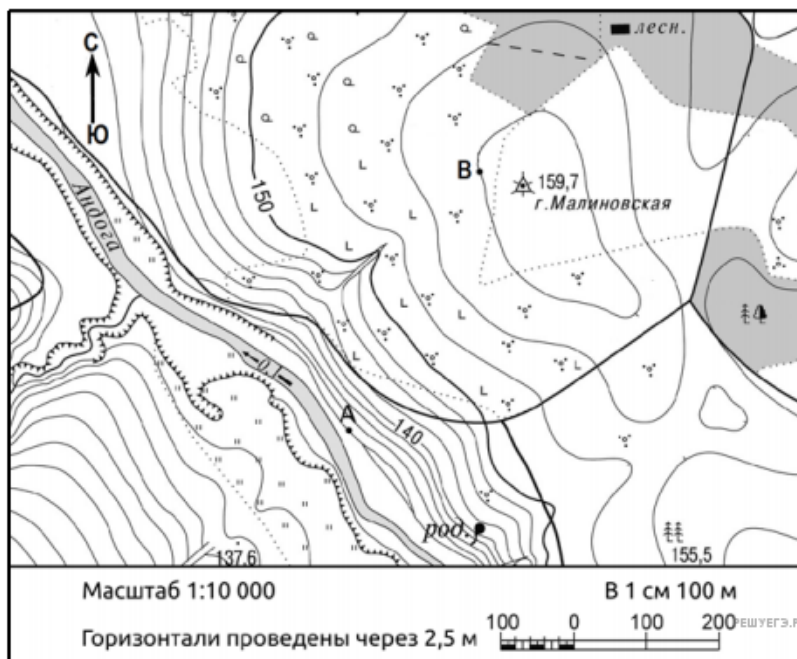 лесн.
С
Ю
150
В
159,7
г.Малиновская
Андога
0,1
А
140
род.
137,6
155,5
Масштаб 1:10 000
В 1 см 100 м
Горизонтали проведены через 2,5 м
100 0 100 200